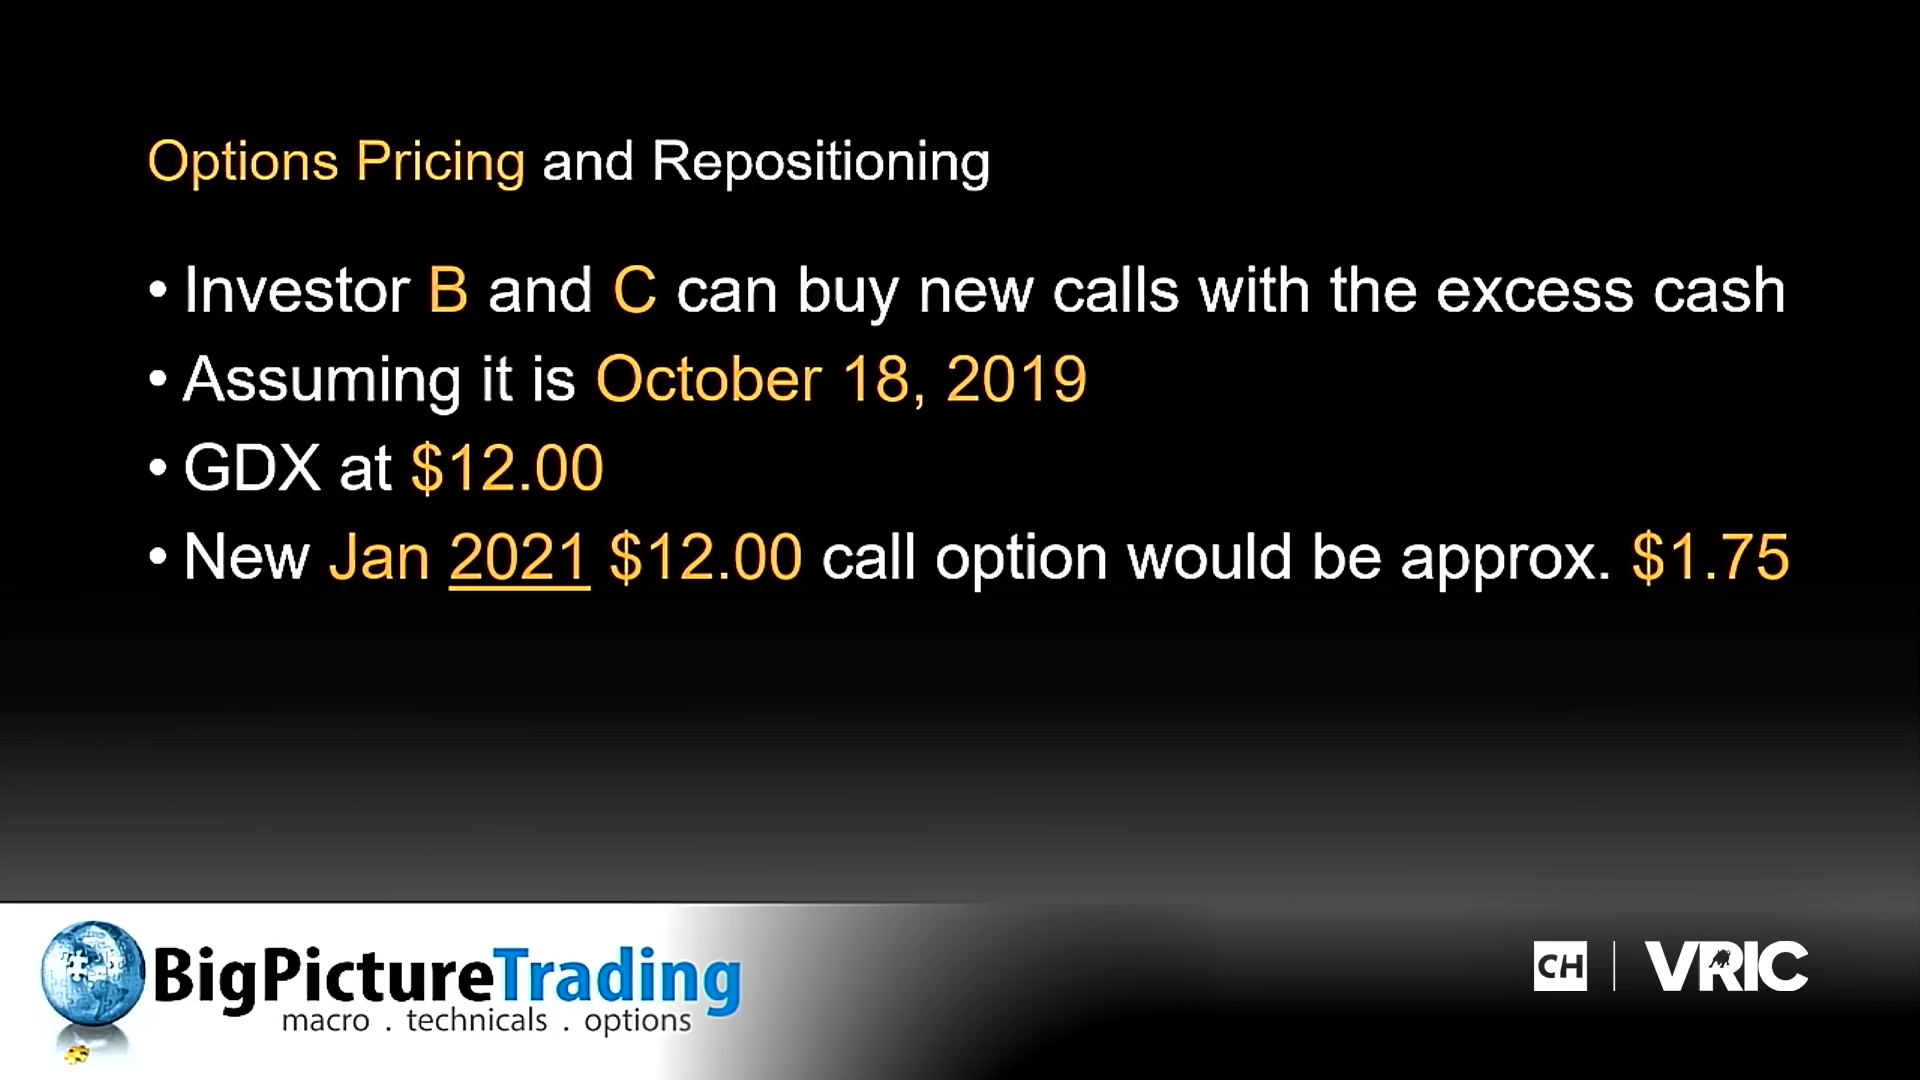 Options Pricing and Repositioning
• Investor B and C can buy new calls with the excess cash
• Assuming it is October 18, 2019
• GDX at $12.00
• New Jan 2021 $12.00 call option would be approx. $1.75
BigPictureTrading
macro . technicals . options
CH | VRIC